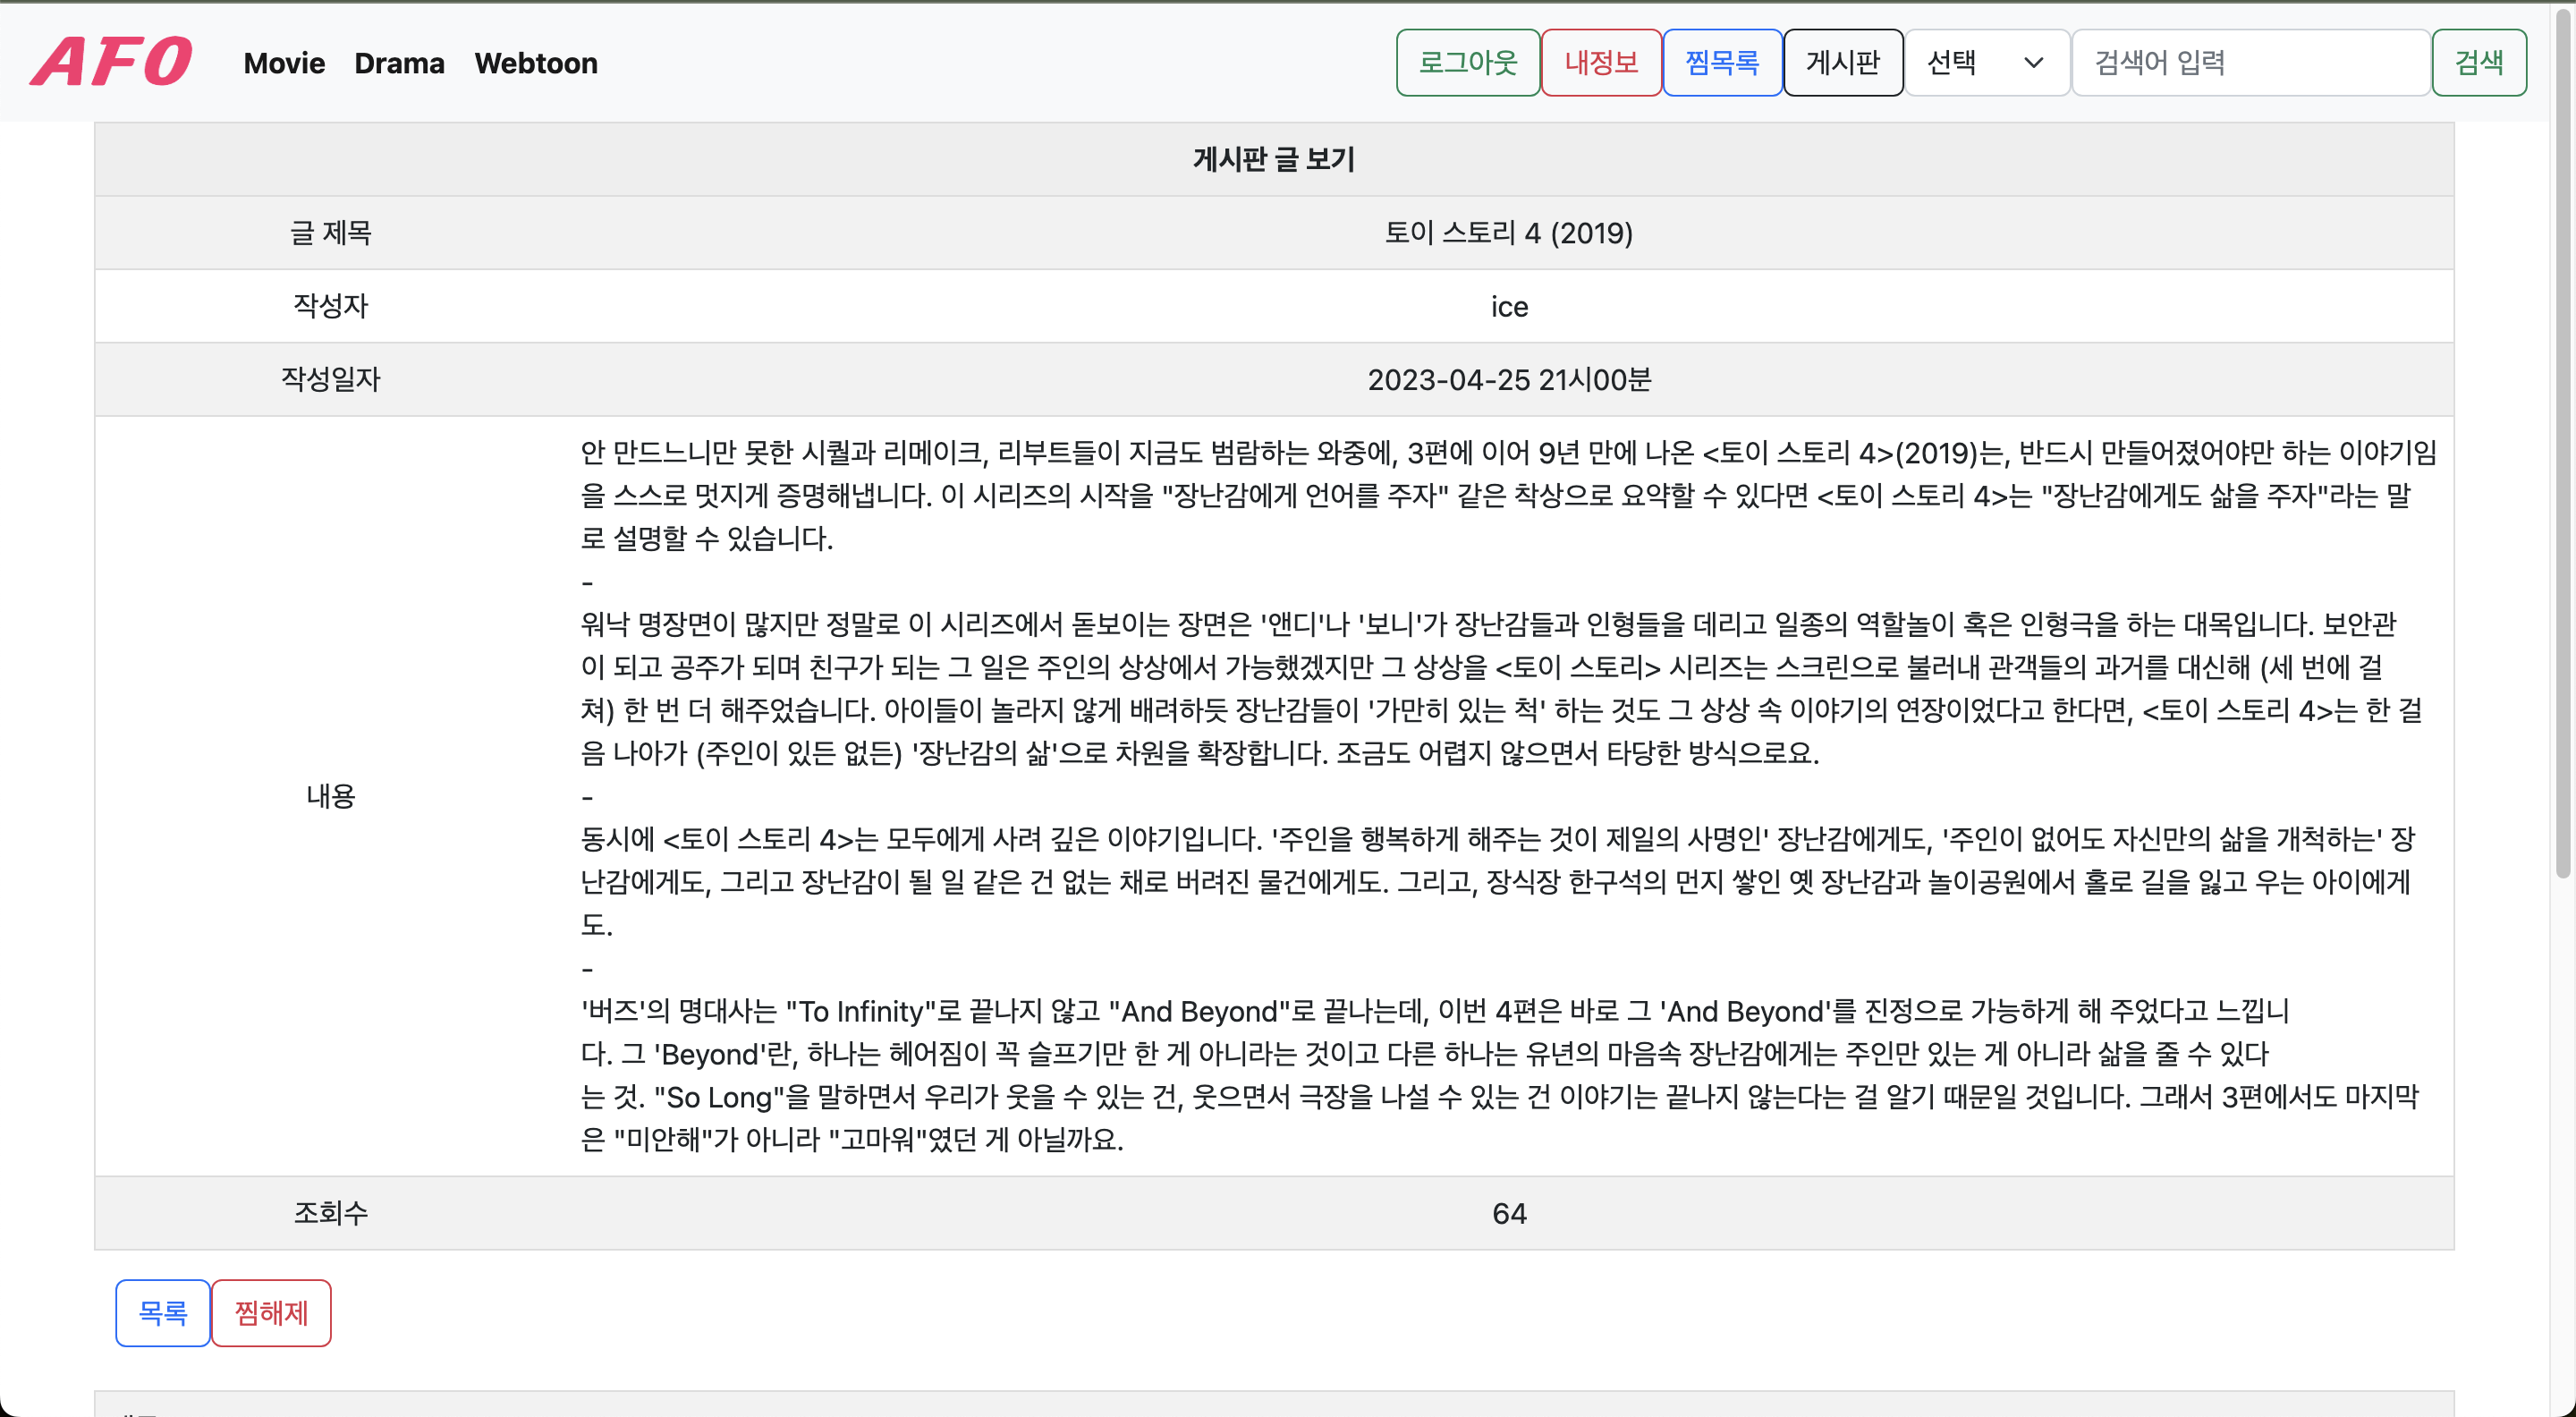 AFO
Movie Drama Webtoon
로그아웃 내정보 찜목록 게시판 선택 검색어 입력 검색
게시판 글 보기
글 제목 토이 스토리 4 (2019)
작성자 ice
작성일자 2023-04-25 21시00분
안 만드느니만 못한 시퀄과 리메이크, 리부트들이 지금도 범람하는 와중에, 3편에 이어 9년 만에 나온 <토이 스토리 4>(2019)는, 반드시 만들어졌어야만 하는 이야기임
을 스스로 멋지게 증명해냅니다. 이 시리즈의 시작을 "장난감에게 언어를 주자" 같은 착상으로 요약할 수 있다면 <토이 스토리 4>는 "장난감에게도 삶을 주자"라는 말
로 설명할 수 있습니다.
-
워낙 명장면이 많지만 정말로 이 시리즈에서 돋보이는 장면은 '앤디'나 '보니'가 장난감들과 인형들을 데리고 일종의 역할놀이 혹은 인형극을 하는 대목입니다. 보안관
이 되고 공주가 되며 친구가 되는 그 일은 주인의 상상에서 가능했겠지만 그 상상을 <토이 스토리> 시리즈는 스크린으로 불러내 관객들의 과거를 대신해 (세 번에 걸
쳐) 한 번 더 해주었습니다. 아이들이 놀라지 않게 배려하듯 장난감들이 '가만히 있는 척' 하는 것도 그 상상 속 이야기의 연장이었다고 한다면, <토이 스토리 4>는 한 걸
음 나아가 (주인이 있든 없든) '장난감의 삶'으로 차원을 확장합니다. 조금도 어렵지 않으면서 타당한 방식으로요.
-
내용
동시에 <토이 스토리 4>는 모두에게 사려 깊은 이야기입니다. '주인을 행복하게 해주는 것이 제일의 사명인' 장난감에게도, '주인이 없어도 자신만의 삶을 개척하는' 장
난감에게도, 그리고 장난감이 될 일 같은 건 없는 채로 버려진 물건에게도. 그리고, 장식장 한구석의 먼지 쌓인 옛 장난감과 놀이공원에서 홀로 길을 잃고 우는 아이에게
도.
-
'버즈'의 명대사는 "To Infinity"로 끝나지 않고 "And Beyond"로 끝나는데, 이번 4편은 바로 그 'And Beyond'를 진정으로 가능하게 해 주었다고 느낍니
다. 그 'Beyond'란, 하나는 헤어짐이 꼭 슬프기만 한 게 아니라는 것이고 다른 하나는 유년의 마음속 장난감에게는 주인만 있는 게 아니라 삶을 줄 수 있다
는 것. "So Long"을 말하면서 우리가 웃을 수 있는 건, 웃으면서 극장을 나설 수 있는 건 이야기는 끝나지 않는다는 걸 알기 때문일 것입니다. 그래서 3편에서도 마지막
은 "미안해"가 아니라 "고마워"였던 게 아닐까요.
조회수 64
목록 찜해제